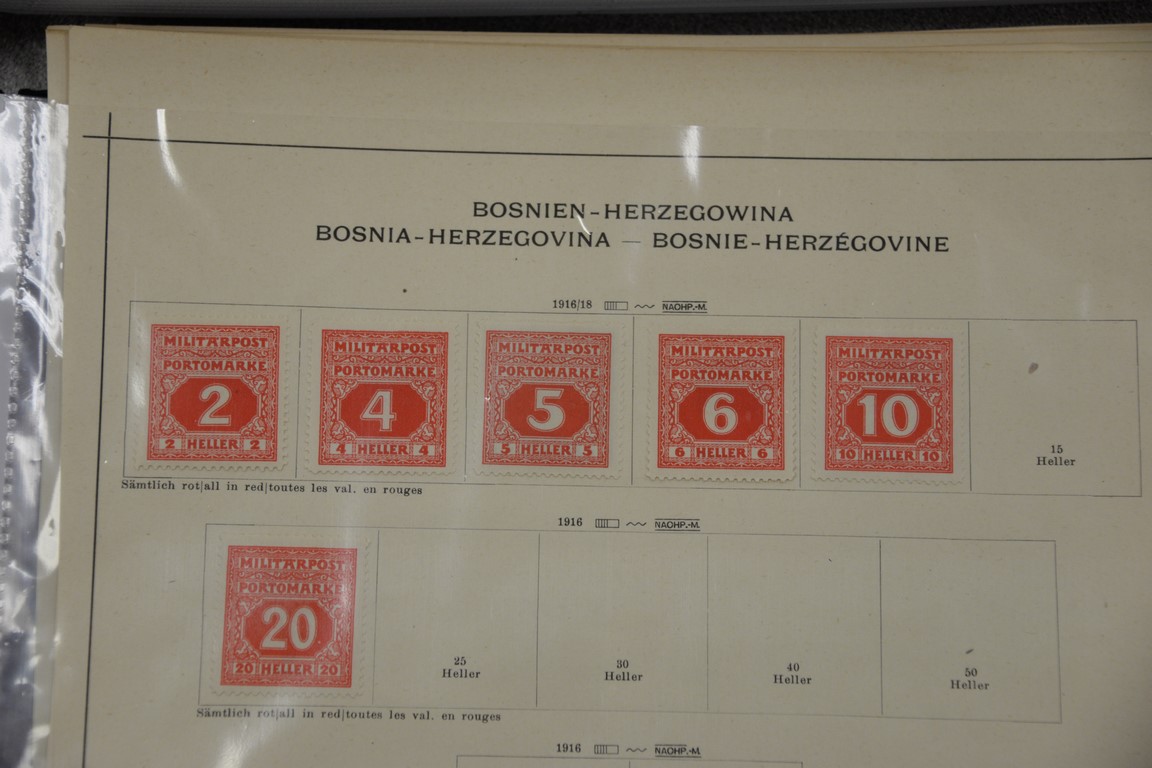 BOSNIEN-HERZEGOWINA
BOSNIA-HERZEGOVINA — BOSNIE-HERZÉGOVINE
1916/18 NAOHP.-M.
MILITÄRPOST
PORTOMARKE
2
2 HELLER 2
MILITÄRPOST
PORTOMARKE
4
4 HELLER 4
MILITÄRPOST
PORTOMARKE
5
5 HELLER 5
MILITÄRPOST
PORTOMARKE
6
6 HELLER 6
MILITÄRPOST
PORTOMARKE
10
10 HELLER 10
15
Heller
Sämtlich rot|all in red|toutes les val. en rouges
1916 NAOHP.-M.
MILITÄRPOST
PORTOMARKE
20
20 HELLER 20
25
Heller
30
Heller
40
Heller
50
Heller
Sämtlich rot|all in red|toutes les val. en rouges
1916 NAOHP.-M.